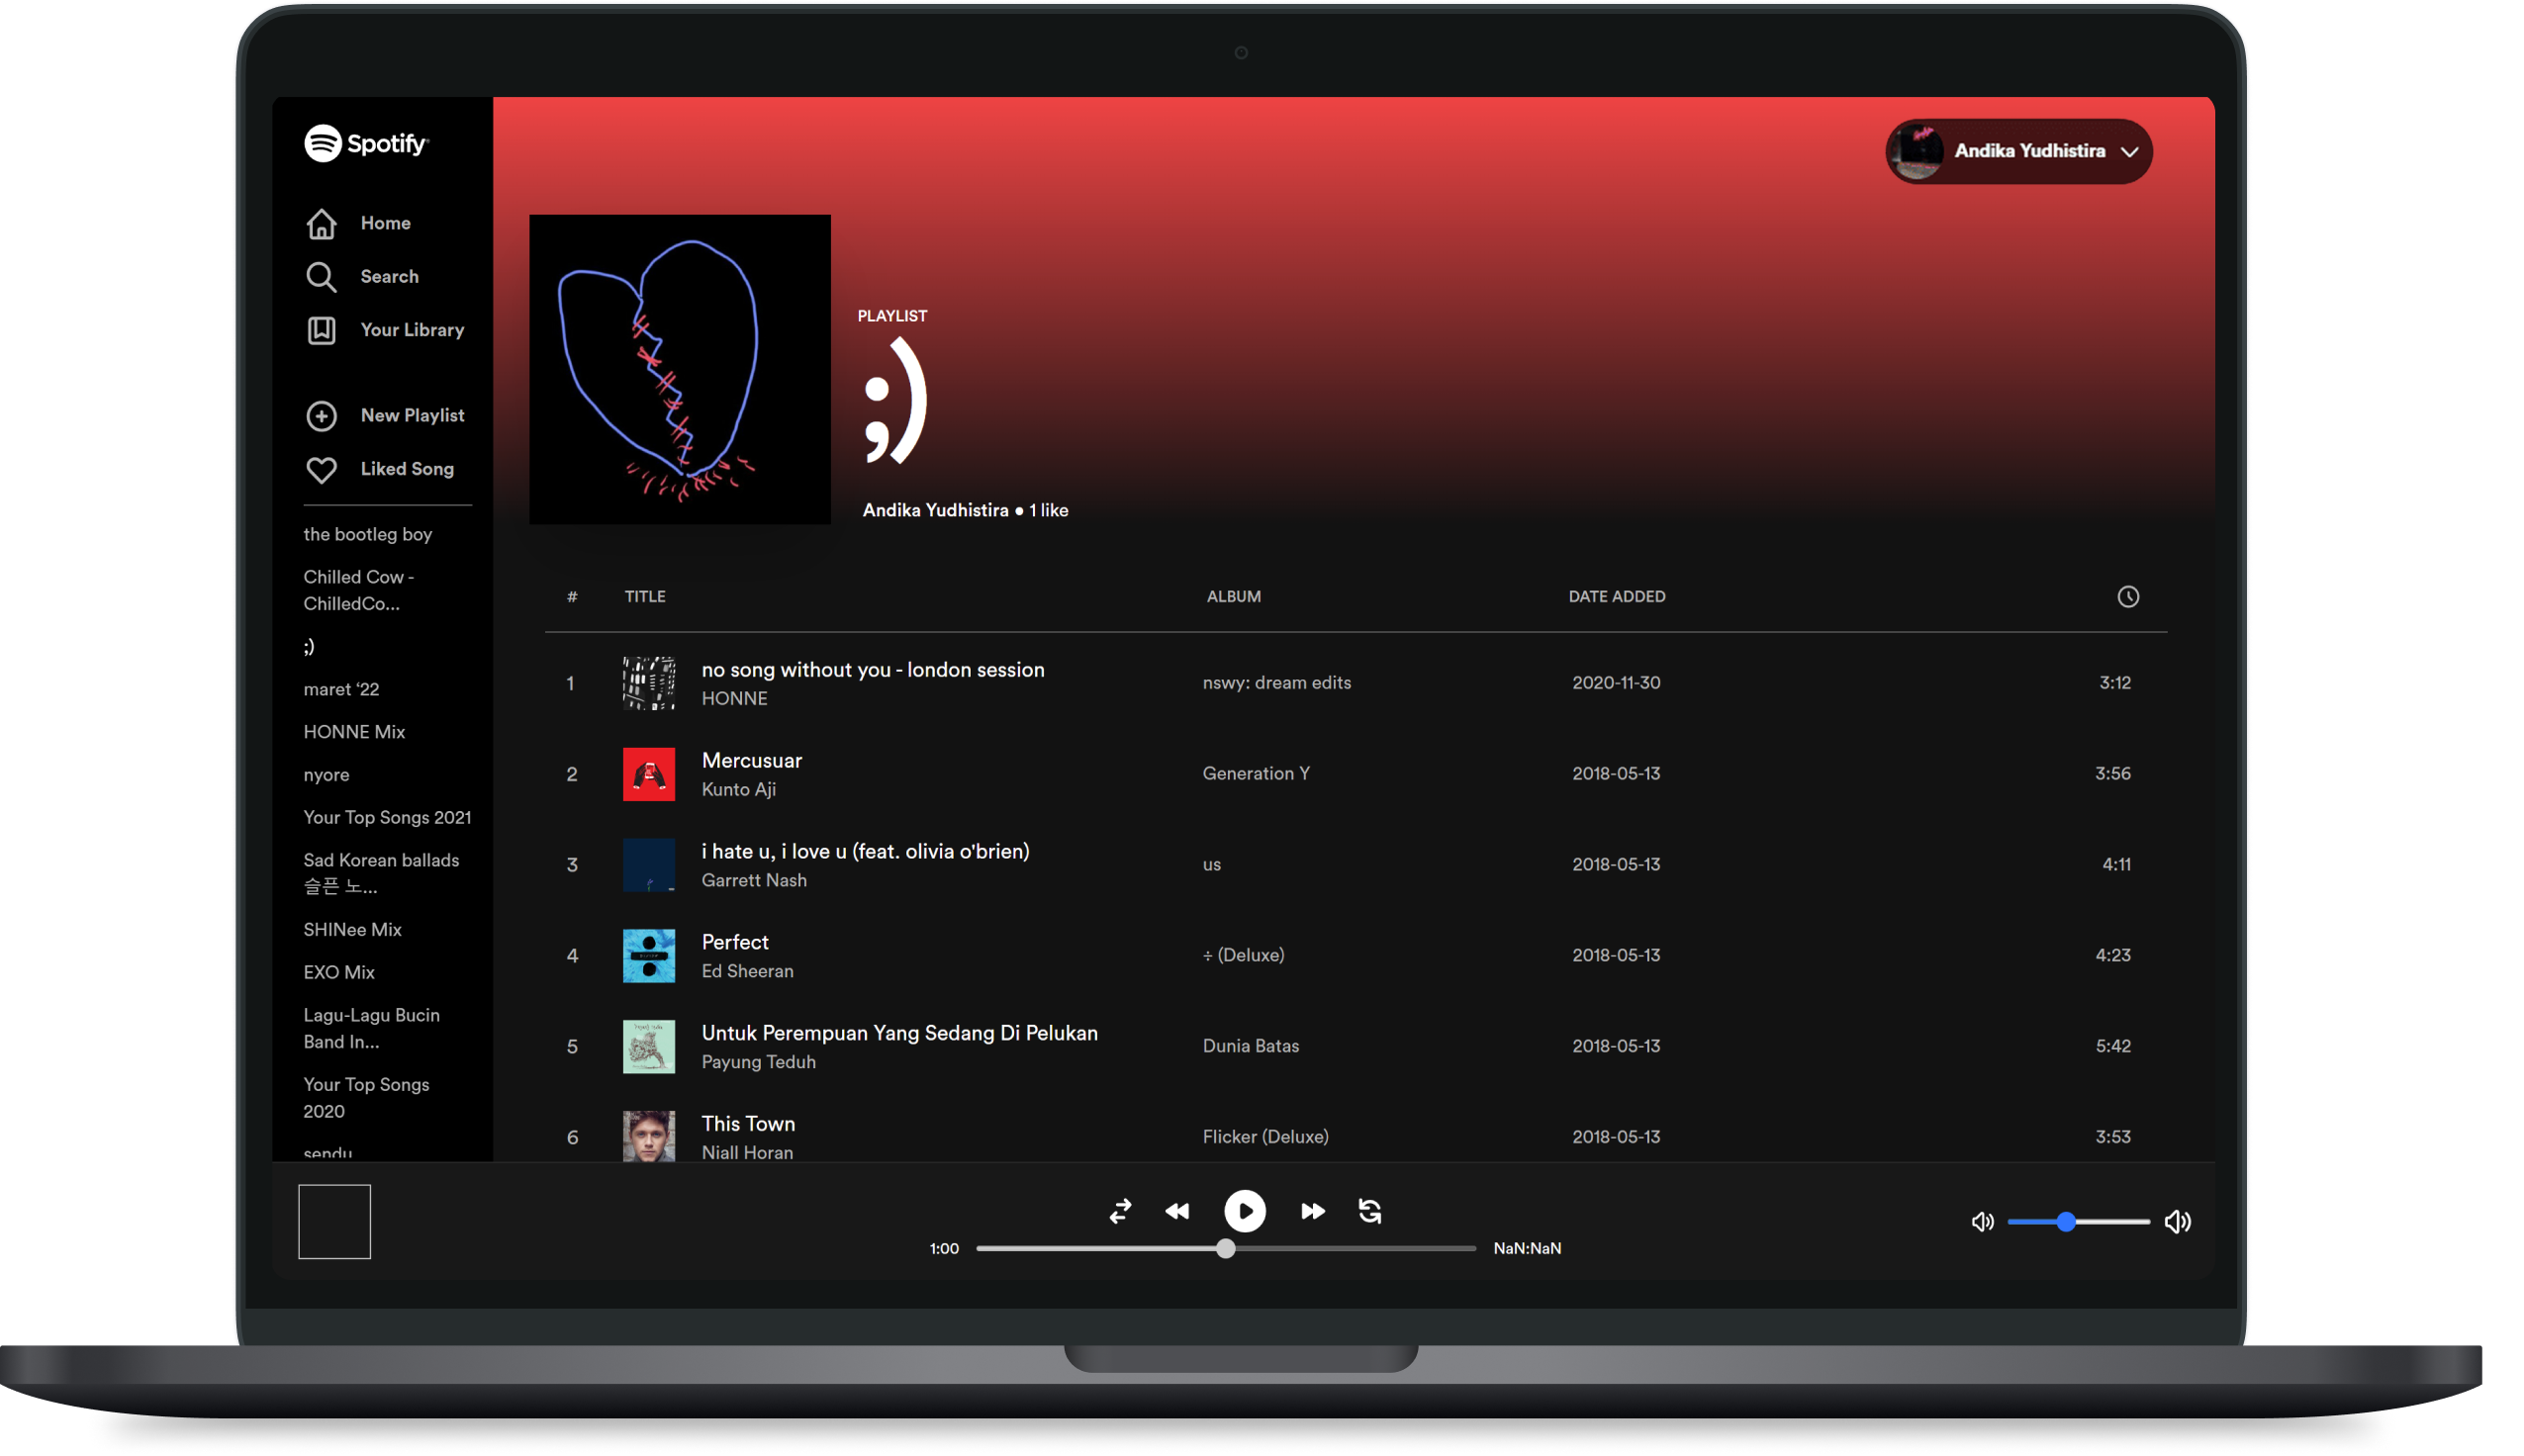 Spotify
Home
Search
Your Library
New Playlist
Liked Song
the bootleg boy
Chilled Cow -
ChilledCo...
;)
maret ‘22
HONNE Mix
nyore
Your Top Songs 2021
Sad Korean ballads
슬픈 노...
SHINee Mix
EXO Mix
Lagu-Lagu Bucin
Band In...
Your Top Songs
2020
sendu
Andika Yudhistira
PLAYLIST
;)
Andika Yudhistira • 1 like
# TITLE ALBUM DATE ADDED
1 no song without you - london session nswy: dream edits 2020-11-30 3:12
HONNE
2 Mercusuar Generation Y 2018-05-13 3:56
Kunto Aji
3 i hate u, i love u (feat. olivia o'brien) us 2018-05-13 4:11
Garrett Nash
4 Perfect ÷ (Deluxe) 2018-05-13 4:23
Ed Sheeran
5 Untuk Perempuan Yang Sedang Di Pelukan Dunia Batas 2018-05-13 5:42
Payung Teduh
6 This Town Flicker (Deluxe) 2018-05-13 3:53
Niall Horan
1:00 NaN:NaN